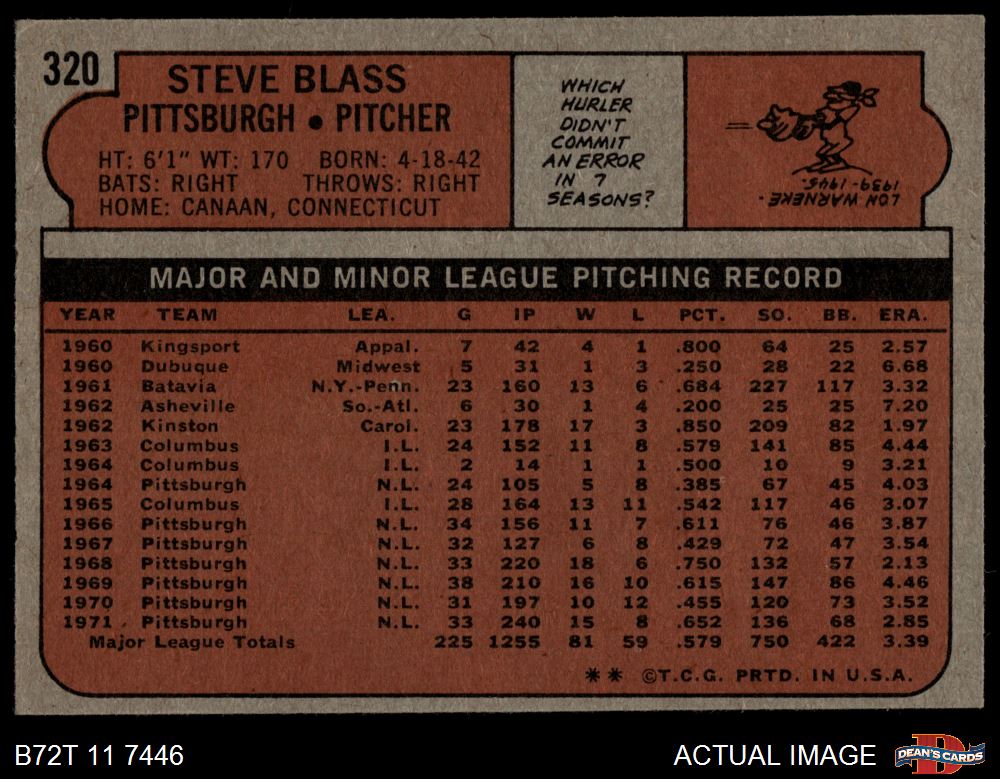 320
STEVE BLASS
PITTSBURGH • PITCHER
HT: 6'1" WT: 170 BORN: 4-18-42
BATS: RIGHT THROWS: RIGHT
HOME: CANAAN, CONNECTICUT
WHICH
HURLER
DIDN'T
COMMIT
AN ERROR
IN 7
SEASONS?
LON WARNEKE.
1939-1945.
MAJOR AND MINOR LEAGUE PITCHING RECORD
YEAR TEAM LEA. G IP W L PCT. SO. BB. ERA.
1960 Kingsport Appal. 7 42 4 1 .800 64 25 2.57
1960 Dubuque Midwest 5 31 1 3 .250 28 22 6.68
1961 Batavia N.Y.-Penn. 23 160 13 6 .684 227 117 3.32
1962 Asheville So.-Atl. 6 30 1 4 .200 25 25 7.20
1962 Kinston Carol. 23 178 17 3 .850 209 82 1.97
1963 Columbus I.L. 24 152 11 8 .579 141 85 4.44
1964 Columbus I.L. 2 14 1 1 .500 10 9 3.21
1964 Pittsburgh N.L. 24 105 5 8 .385 67 45 4.03
1965 Columbus I.L. 28 164 13 11 .542 117 46 3.07
1966 Pittsburgh N.L. 34 156 11 7 .611 76 46 3.87
1967 Pittsburgh N.L. 32 127 6 8 .429 72 47 3.54
1968 Pittsburgh N.L. 33 220 18 6 .750 132 57 2.13
1969 Pittsburgh N.L. 38 210 16 10 .615 147 86 4.46
1970 Pittsburgh N.L. 31 197 10 12 .455 120 73 3.52
1971 Pittsburgh N.L. 33 240 15 8 .652 136 68 2.85
Major League Totals 225 1255 81 59 .579 750 422 3.39
** ©T.C.G. PRTD. IN U.S.A.
B72T 11 7446 ACTUAL IMAGE
DEAN'S CARDS